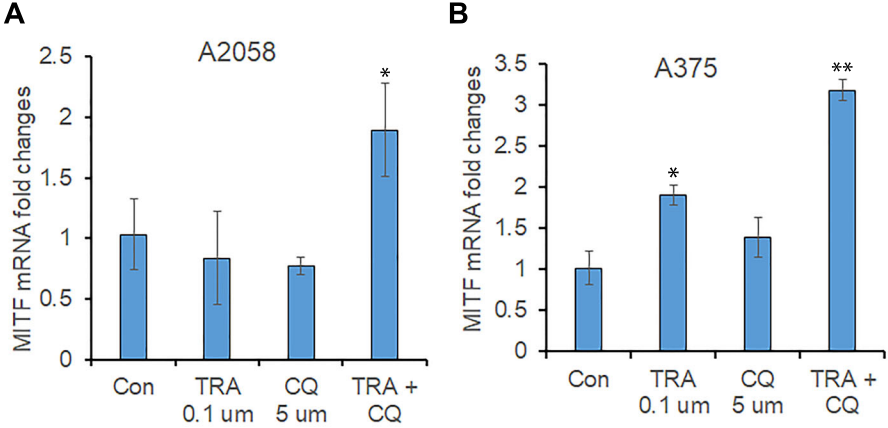 A
A2058
MITF mRNA fold changes
2.5
2
1.5
1
0.5
0
*
Con
TRA
0.1 um
CQ
5 um
TRA +
CQ
B
A375
MITF mRNA fold changes
3.5
3
2.5
2
1.5
1
0.5
0
*
**
Con
TRA
0.1 um
CQ
5 um
TRA +
CQ